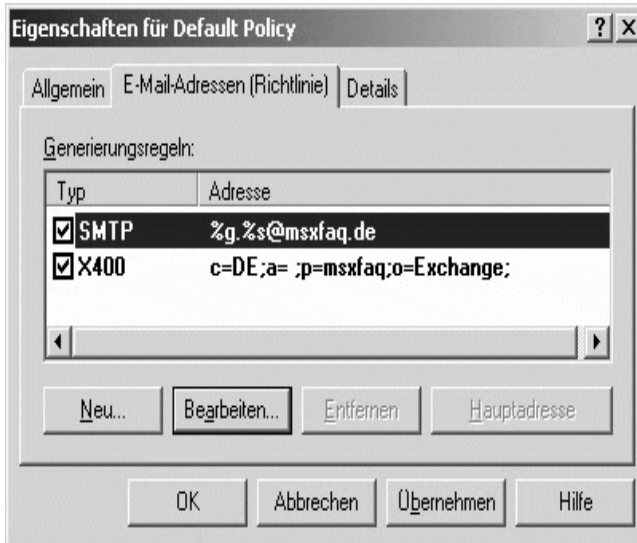 Eigenschaften für Default Policy ? X
Allgemein E-Mail-Adressen (Richtlinie) Details
Generierungsregeln:
Typ Adresse
SMTP %g.%s@msxfaq.de
X400 c=DE;a= ;p=msxfaq;o=Exchange;
Neu... Bearbeiten... Entfernen Hauptadresse
OK Abbrechen Übernehmen Hilfe